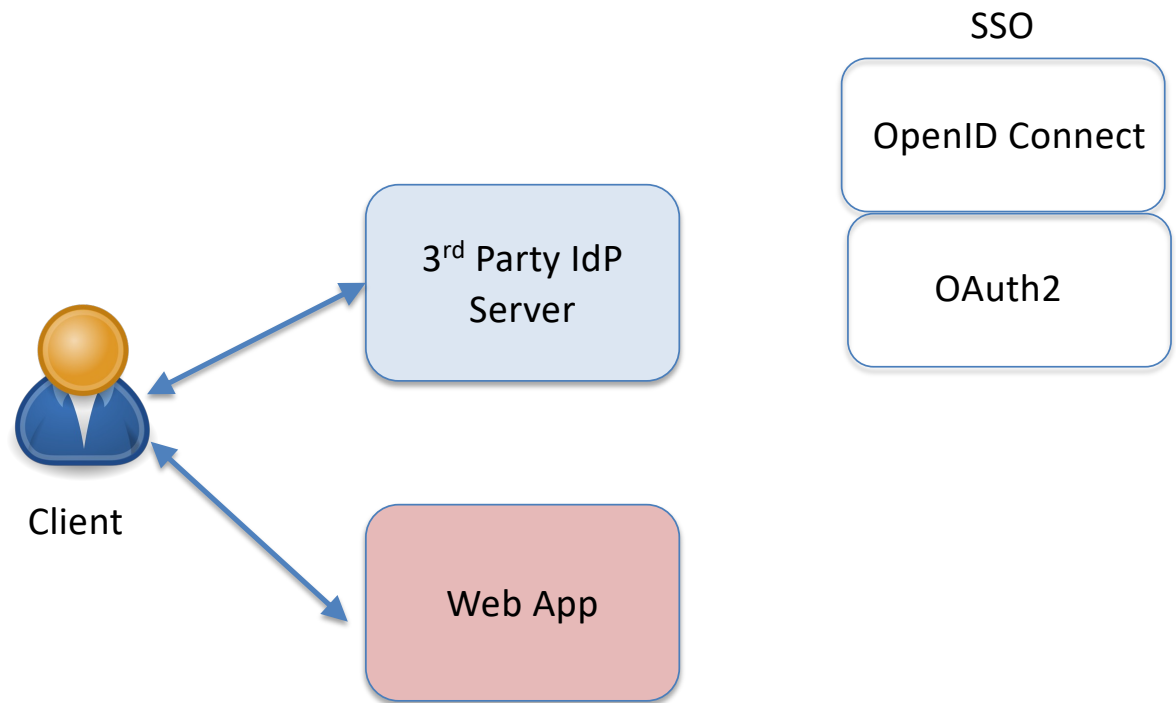 SSO
OpenID Connect
OAuth2
3rd Party IdP
Server
Client
Web App